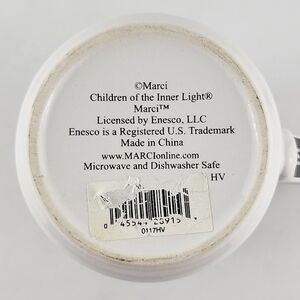 ©Marci
Children of the Inner Light®
Marci™
Licensed by Enesco, LLC
Enesco is a Registered U.S. Trademark
Made in China
www.MARCIonline.com
Microwave and Dishwasher Safe
HV
0117HV